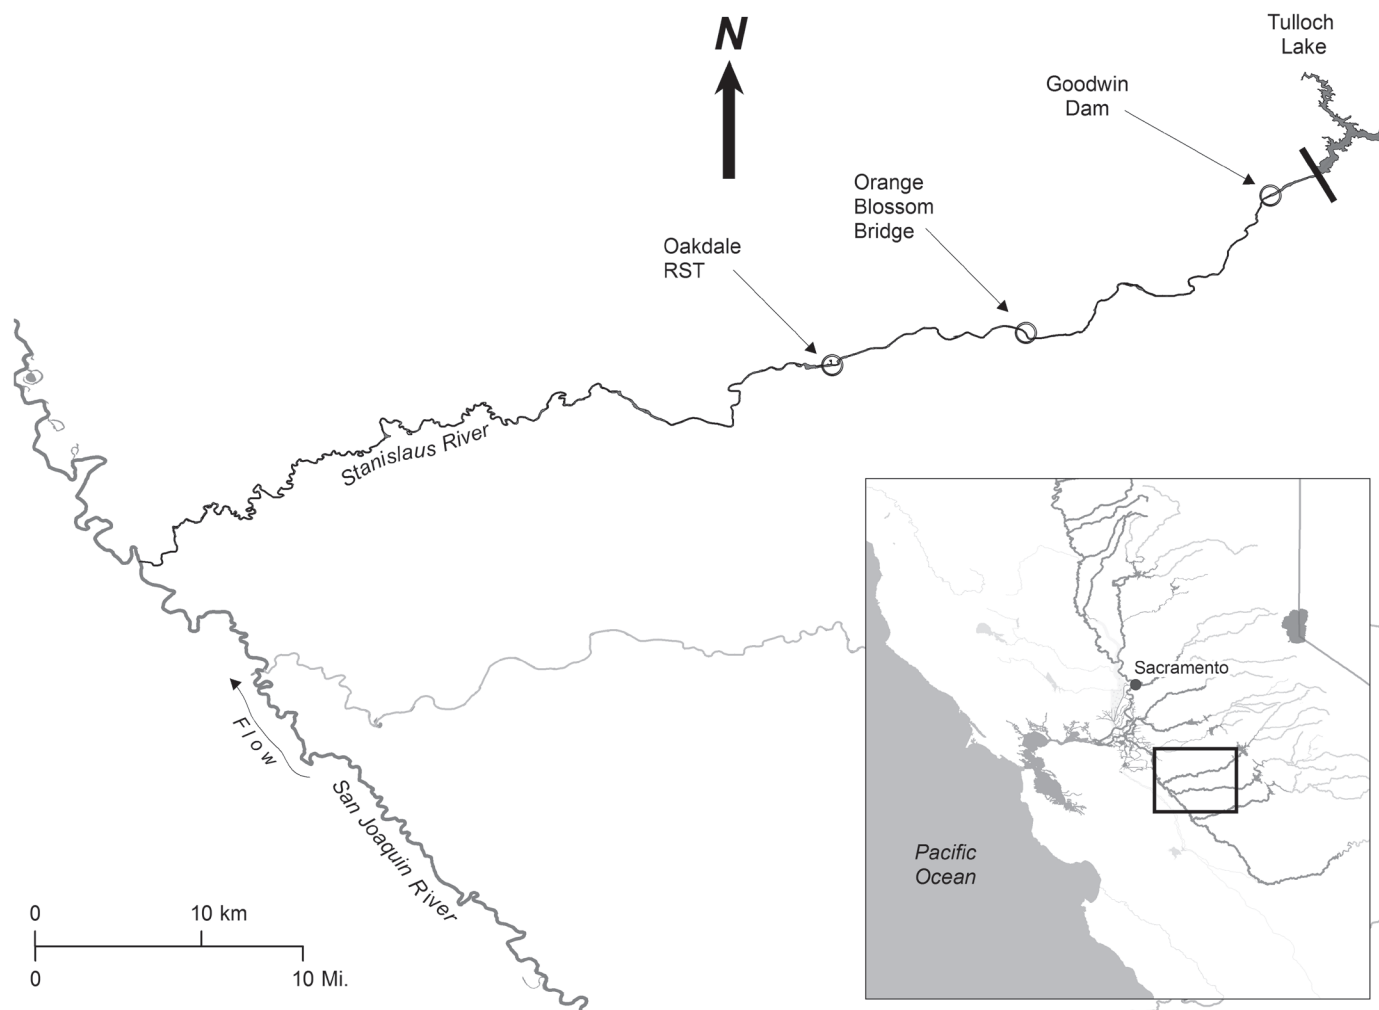 N
Tulloch
Lake
Goodwin
Dam
Orange
Blossom
Bridge
Oakdale
RST
Stanislaus River
Sacramento
Flow
San Joaquin River
Pacific
Ocean
0 10 km
0 10 Mi.